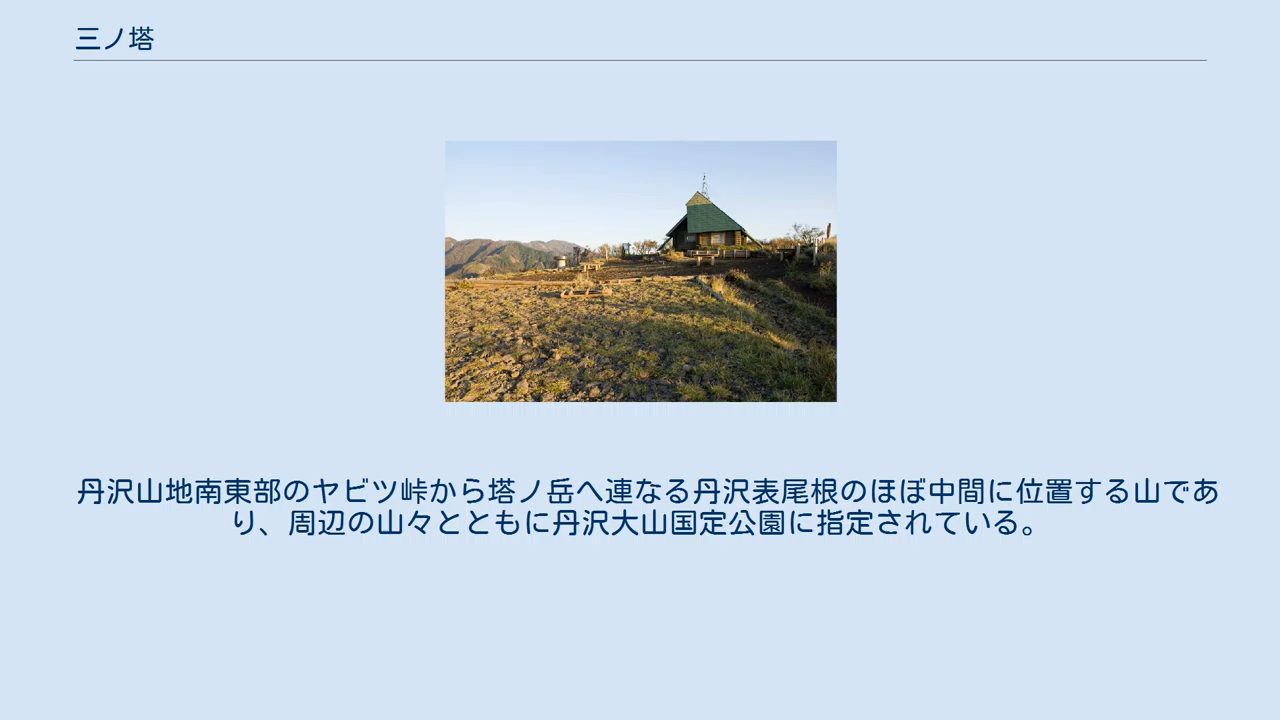 三ノ塔
丹沢山地南東部のヤビツ峠から塔ノ岳へ連なる丹沢表尾根のほぼ中間に位置する山であ
り、周辺の山々とともに丹沢大山国定公園に指定されている。